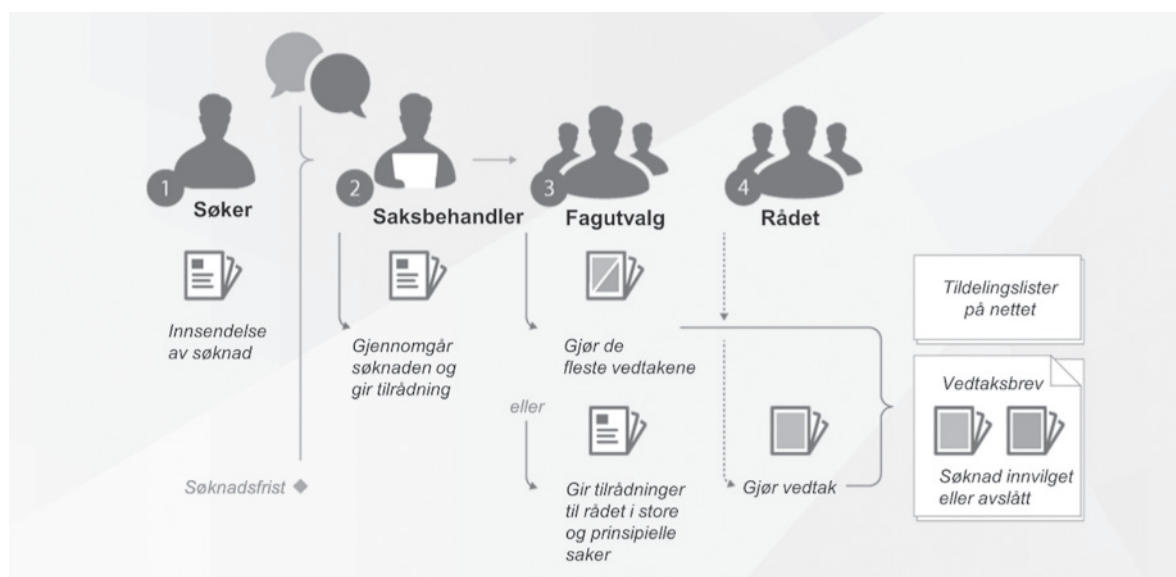 1
Søker
Innsendelse
av søknad
Søknadsfrist
2
Saksbehandler
Gjennomgår
søknaden og
gir tilrådning
3
Fagutvalg
Gjør de
fleste vedtakene
eller
Gir tilrådninger
til rådet i store
og prinsipielle
saker
4
Rådet
Gjør vedtak
Tildelingslister
på nettet
Vedtaksbrev
Søknad innvilget
eller avslått